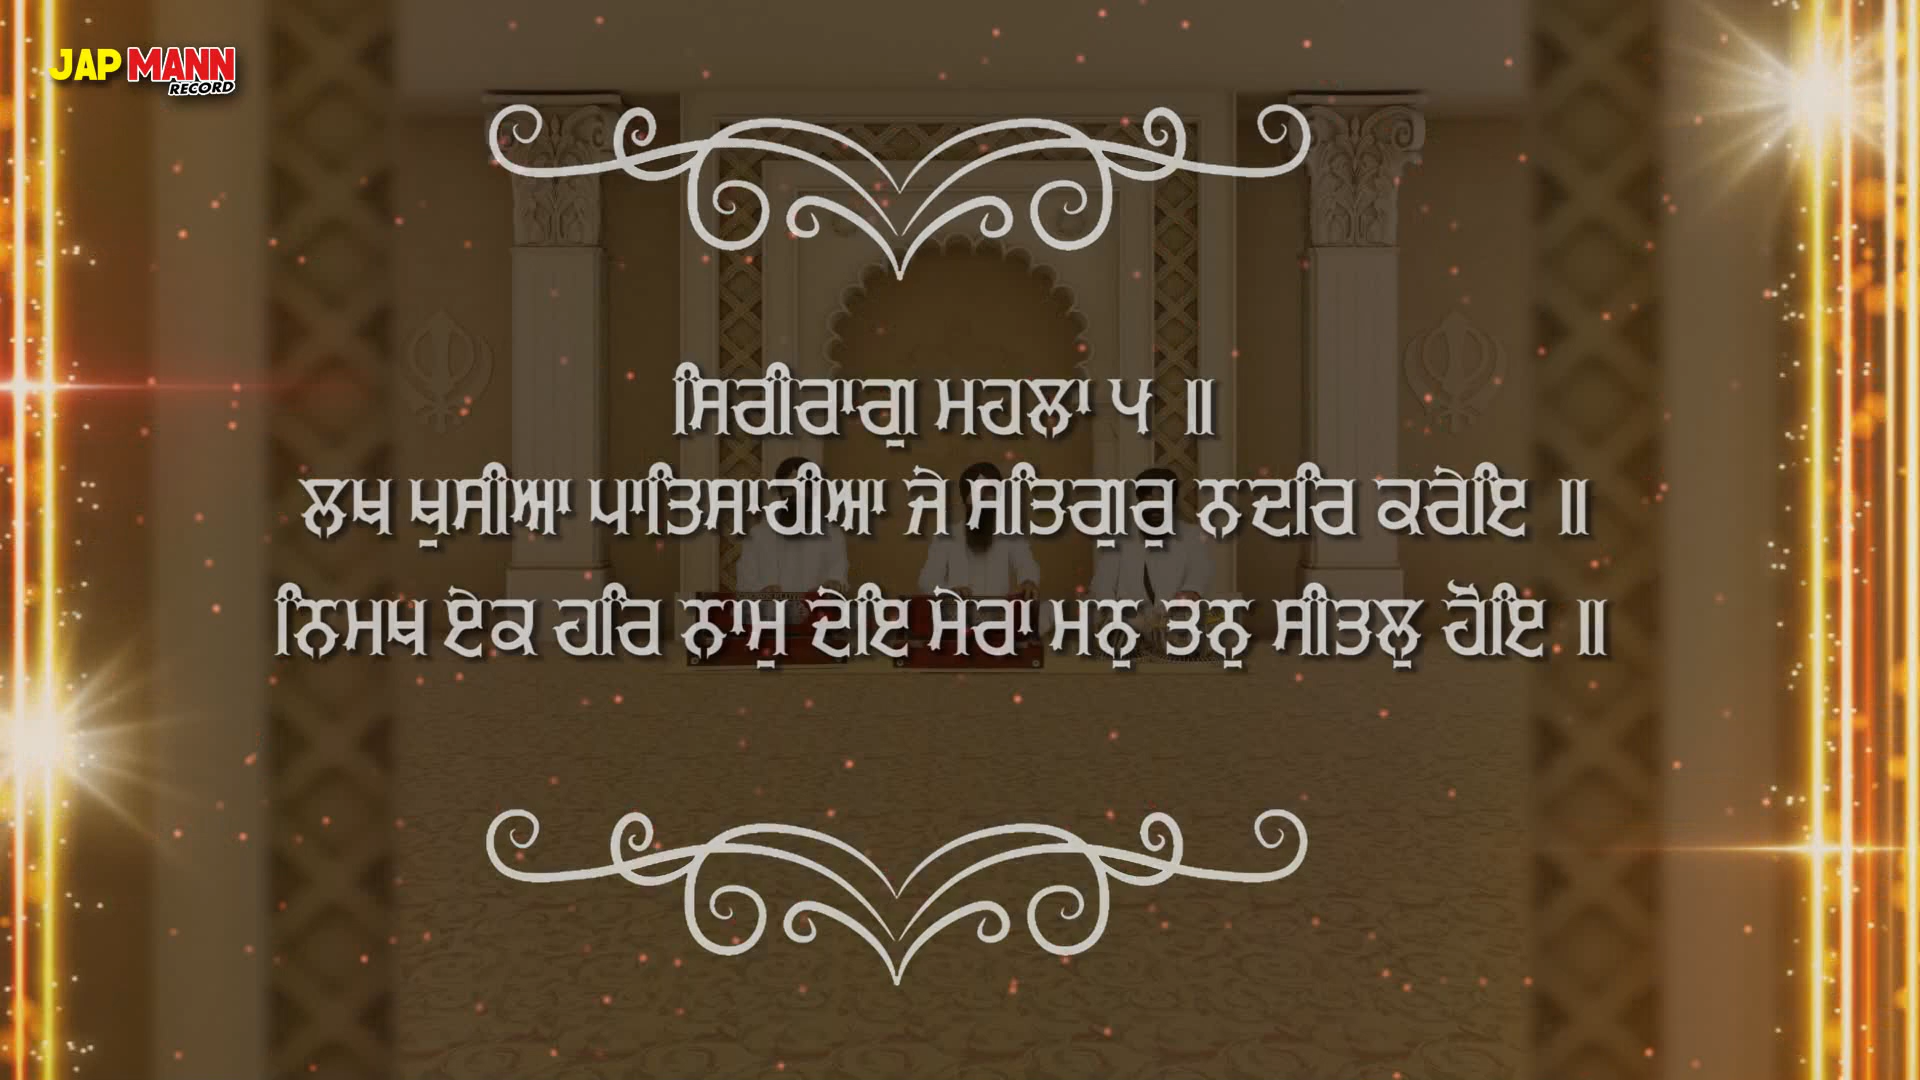 JAP MANN
RECORD
ਸਿਰੀਰਾਗੁ ਮਹਲਾ ੫ ॥
ਲਖ ਖੁਸੀਆ ਪਾਤਿਸਾਹੀਆ ਜੇ ਸਤਿਗੁਰੁ ਨਦਰਿ ਕਰੇਇ ॥
ਨਿਮਖ ਏਕ ਹਰਿ ਨਾਮੁ ਦੇਇ ਮੇਰਾ ਮਨੁ ਤਨੁ ਸੀਤਲੁ ਹੋਇ ॥